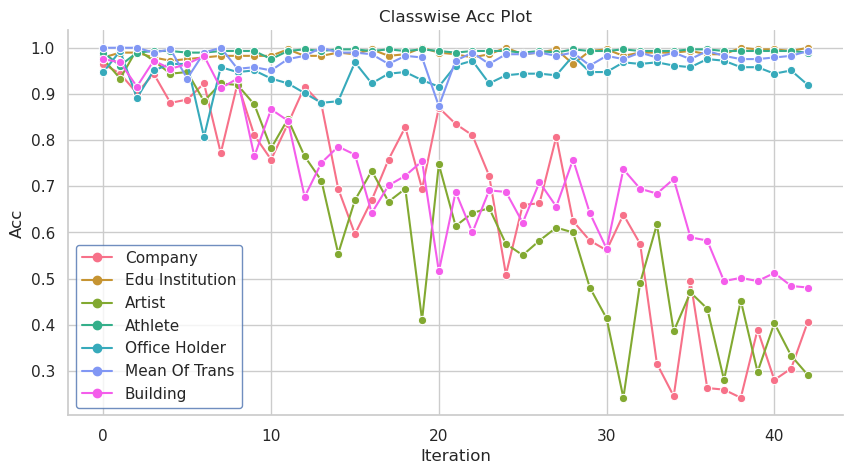 Classwise Acc Plot
Acc
1.0
0.9
0.8
0.7
0.6
0.5
0.4
0.3
Company
Edu Institution
Artist
Athlete
Office Holder
Mean Of Trans
Building
0 10 20 30 40
Iteration